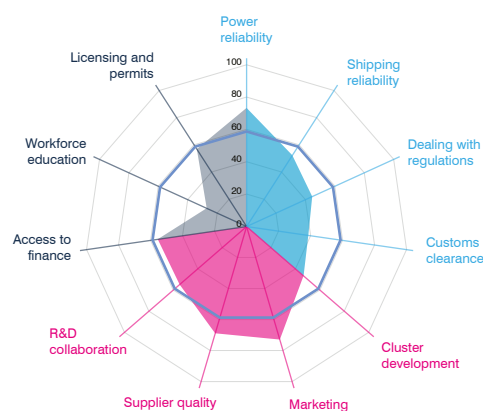 Power
reliability
Licensing and
permits
Shipping
reliability
100
80
60
40
20
0
Workforce
education
Dealing with
regulations
Access to
finance
Customs
clearance
R&D
collaboration
Cluster
development
Supplier quality
Marketing